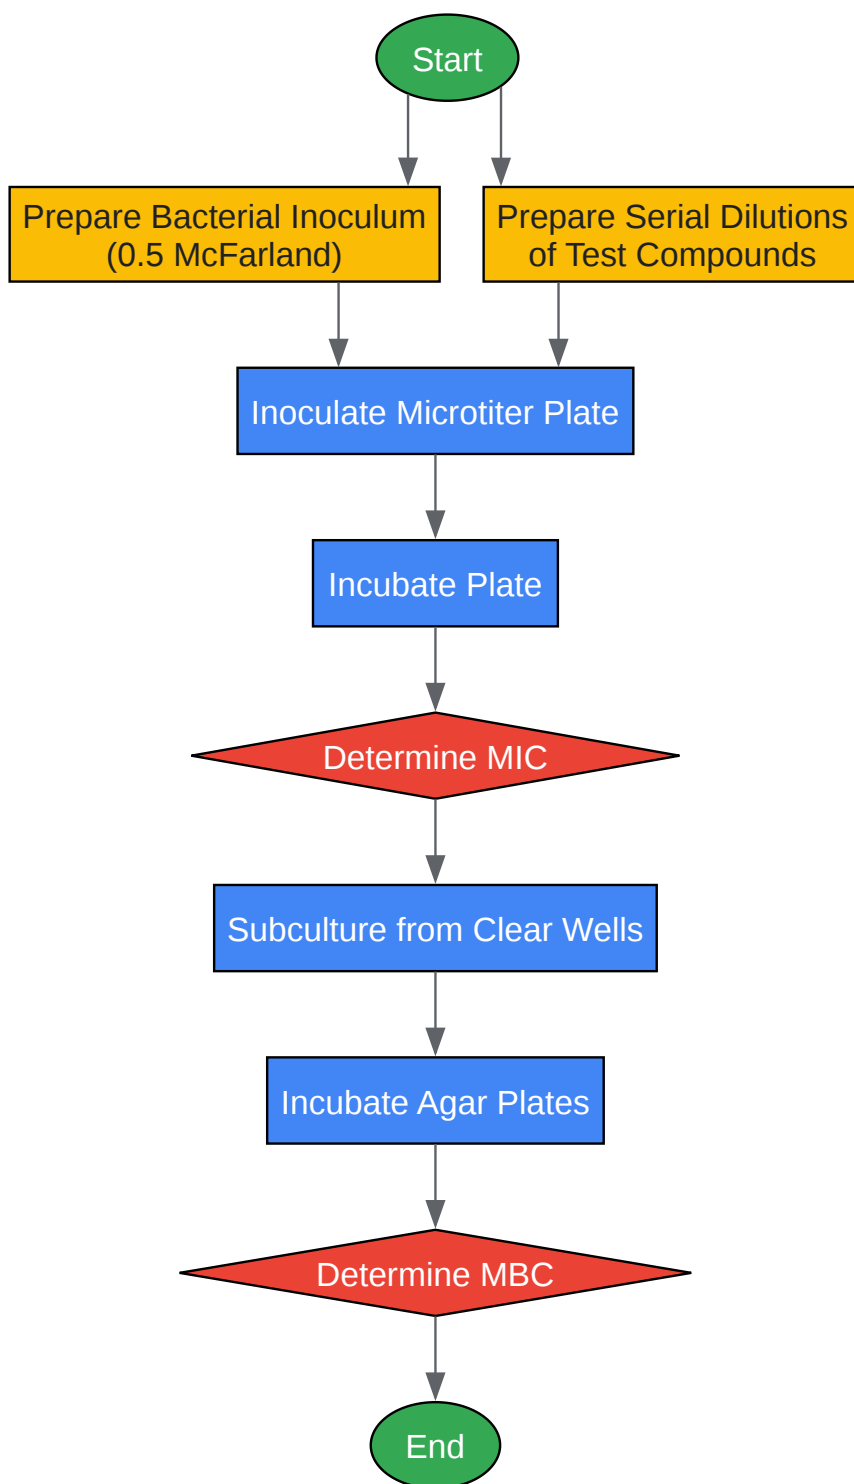 Start
Prepare Bacterial Inoculum
(0.5 McFarland)
Prepare Serial Dilutions
of Test Compounds
Inoculate Microtiter Plate
Incubate Plate
Determine MIC
Subculture from Clear Wells
Incubate Agar Plates
Determine MBC
End